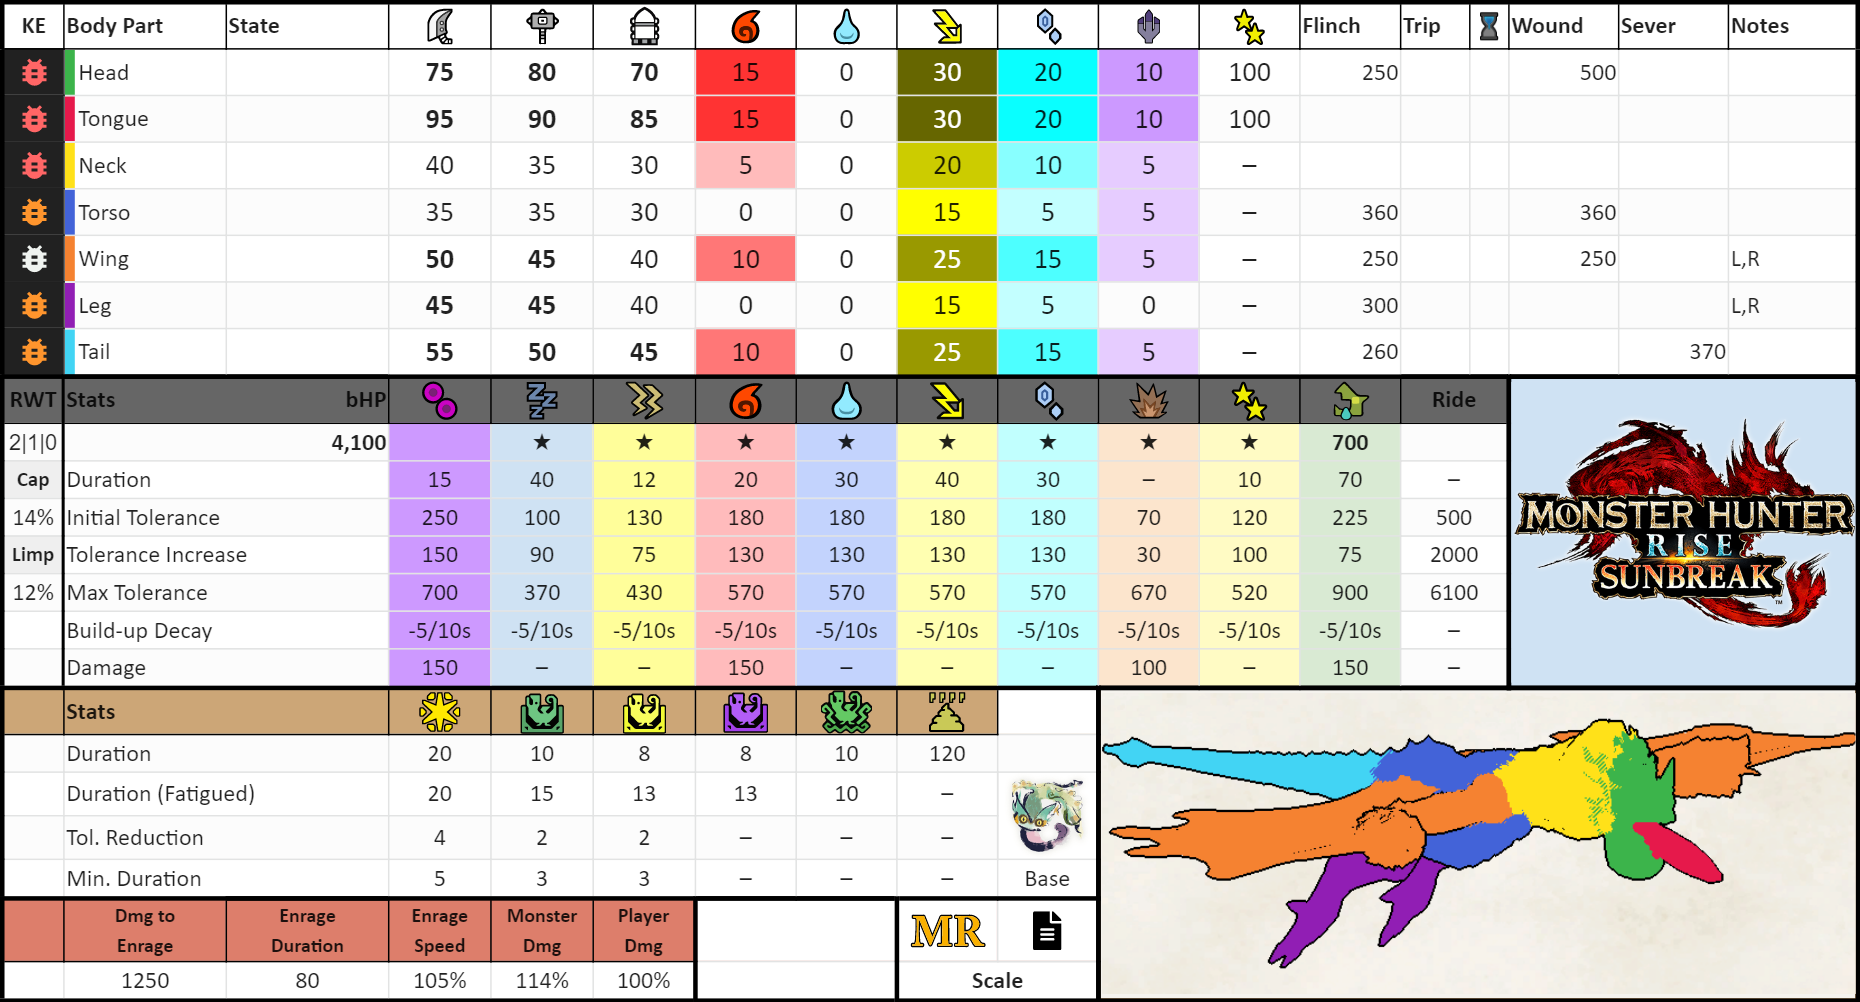 KE Body Part State Flinch Trip Wound Sever Notes
Head 75 80 70 15 0 30 20 10 100 250 500
Tongue 95 90 85 15 0 30 20 10 100
Neck 40 35 30 5 0 20 10 5 –
Torso 35 35 30 0 0 15 5 5 – 360 360
Wing 50 45 40 10 0 25 15 5 – 250 250 L,R
Leg 45 45 40 0 0 15 5 0 – 300 L,R
Tail 55 50 45 10 0 25 15 5 – 260 370
RWT Stats bHP Ride
2|1|0 4,100 ★ ★ ★ ★ ★ ★ ★ ★ 700
Cap Duration 15 40 12 20 30 40 30 – 10 70 –
14% Initial Tolerance 250 100 130 180 180 180 180 70 120 225 500
Limp Tolerance Increase 150 90 75 130 130 130 130 30 100 75 2000
12% Max Tolerance 700 370 430 570 570 570 570 670 520 900 6100
Build-up Decay -5/10s -5/10s -5/10s -5/10s -5/10s -5/10s -5/10s -5/10s -5/10s -5/10s –
Damage 150 – – 150 – – – 100 – 150 –
MONSTER HUNTER
RISE
SUNBREAK™
Stats
Duration 20 10 8 8 10 120
Duration (Fatigued) 20 15 13 13 10 –
Tol. Reduction 4 2 2 – – –
Min. Duration 5 3 3 – – – Base
Dmg to Enrage Enrage Monster Player
Enrage Duration Speed Dmg Dmg
MR
1250 80 105% 114% 100% Scale